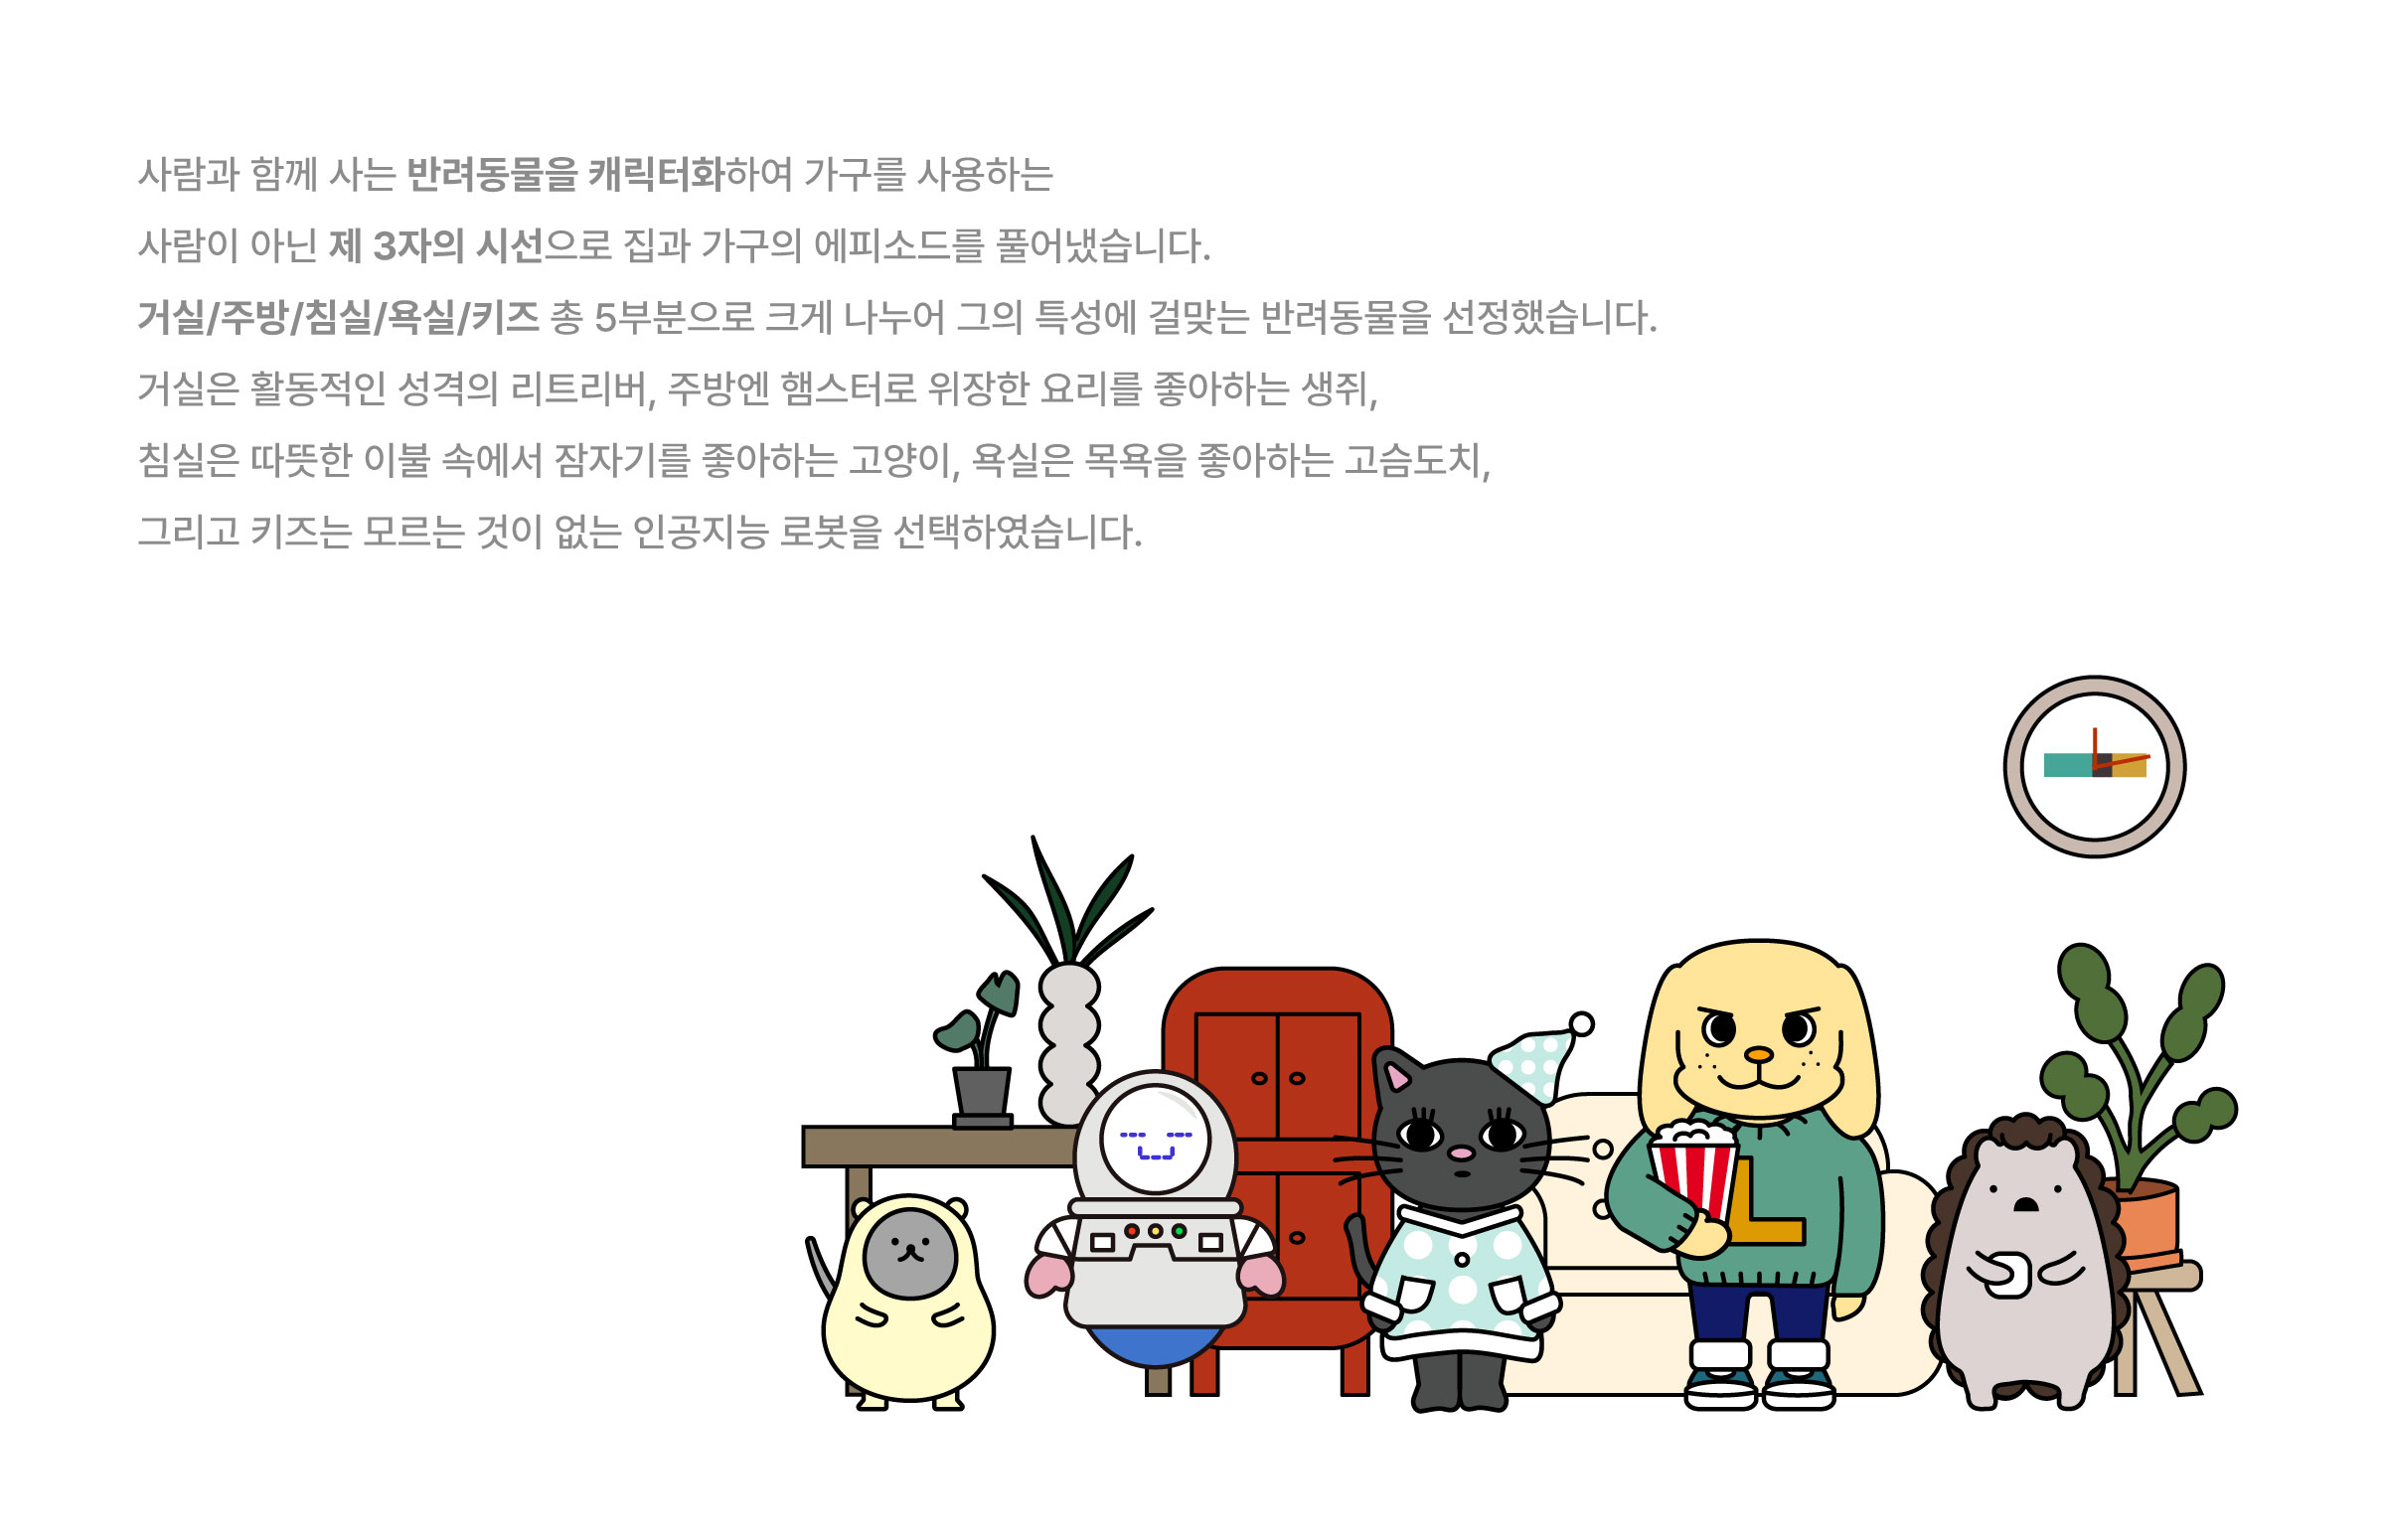 사람과 함께 사는 반려동물을 캐릭터화하여 가구를 사용하는
사람이 아닌 제 3자의 시선으로 집과 가구의 에피소드를 풀어냈습니다.
거실/주방/침실/욕실/키즈 총 5부분으로 크게 나누어 그의 특성에 걸맞는 반려동물을 선정했습니다.
거실은 활동적인 성격의 리트리버, 주방엔 햄스터로 위장한 요리를 좋아하는 생쥐,
침실은 따뜻한 이불 속에서 잠자기를 좋아하는 고양이, 욕실은 목욕을 좋아하는 고슴도치,
그리고 키즈는 모르는 것이 없는 인공지능 로봇을 선택하였습니다.
L